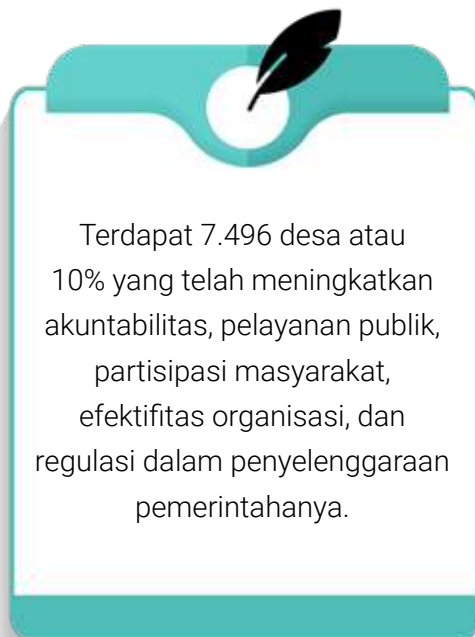 Terdapat 7.496 desa atau
10% yang telah meningkatkan
akuntabilitas, pelayanan publik,
partisipasi masyarakat,
efektifitas organisasi, dan
regulasi dalam penyelenggaraan
pemerintahanya.